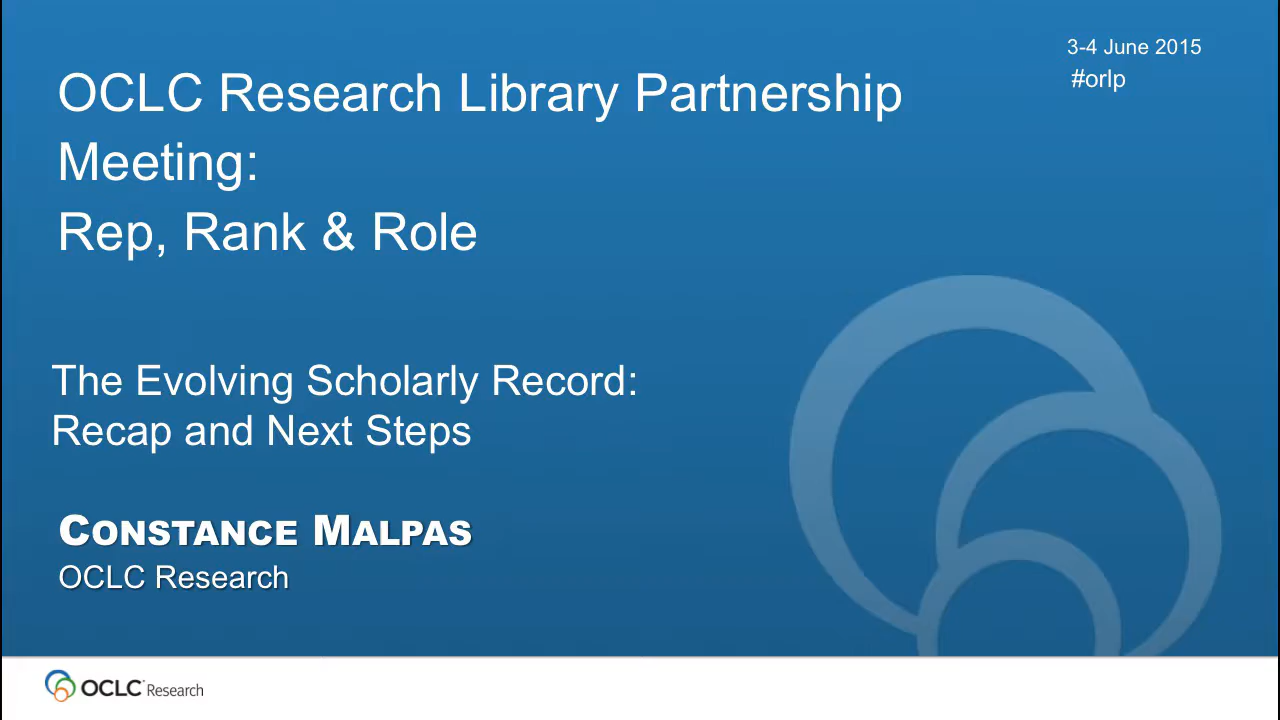 3-4 June 2015
#orlp
OCLC Research Library Partnership
Meeting:
Rep, Rank & Role
The Evolving Scholarly Record:
Recap and Next Steps
CONSTANCE MALPAS
OCLC Research
OCLC Research